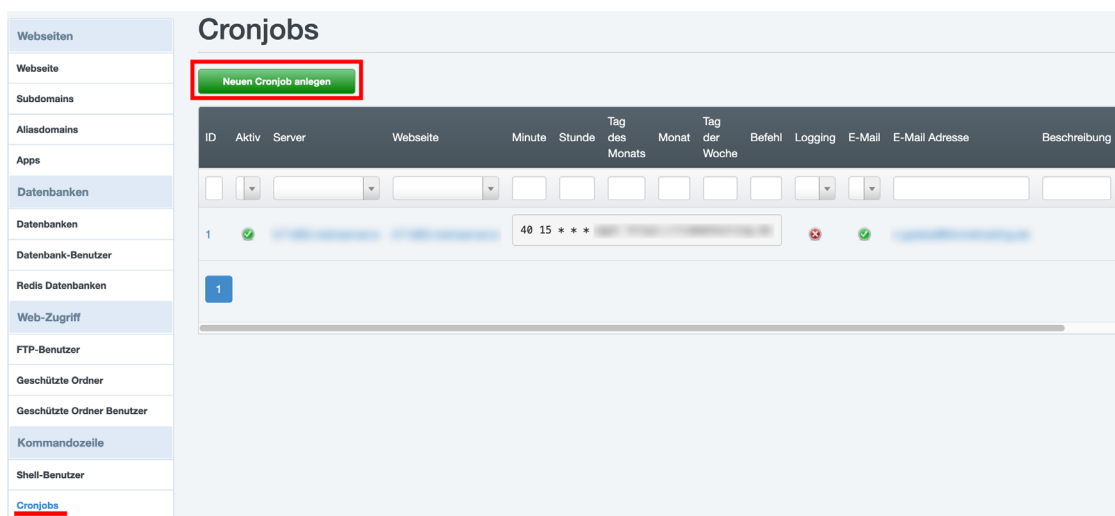 Webseiten
Webseite
Subdomains
Aliasdomains
Apps
Datenbanken
Datenbanken
Datenbank-Benutzer
Redis Datenbanken
Web-Zugriff
FTP-Benutzer
Geschützte Ordner
Geschützte Ordner Benutzer
Kommandozeile
Shell-Benutzer
Cronjobs
Cronjobs
Neuen Cronjob anlegen
ID Aktiv Server Webseite Minute Stunde Tag des Monats Monat Tag der Woche Befehl Logging E-Mail E-Mail Adresse Beschreibung
1 40 15 * * *
1